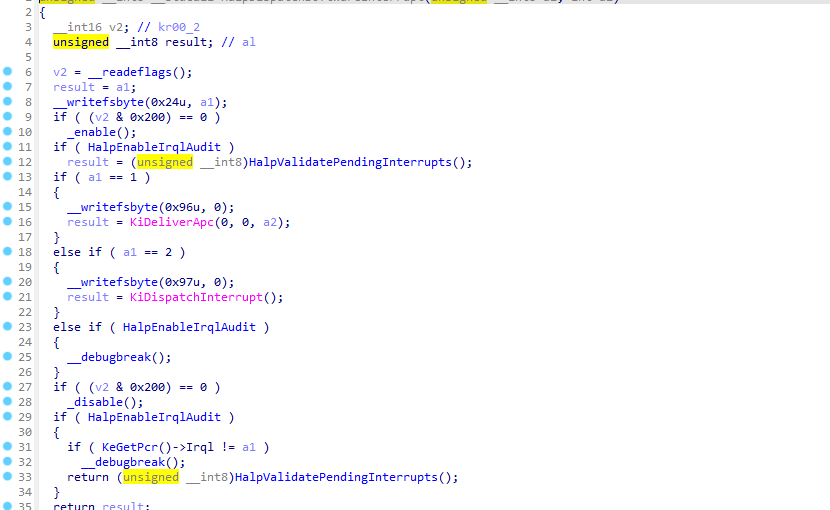 2 {
3 __int16 v2; // kr00_2
4 unsigned __int8 result; // al
5
6 v2 = __readeflags();
7 result = a1;
8 __writefsbyte(0x24u, a1);
9 if ( (v2 & 0x200) == 0 )
10 _enable();
11 if ( HalpEnableIrqlAudit )
12 result = (unsigned __int8)HalpValidatePendingInterrupts();
13 if ( a1 == 1 )
14 {
15 __writefsbyte(0x96u, 0);
16 result = KiDeliverApc(0, 0, a2);
17 }
18 else if ( a1 == 2 )
19 {
20 __writefsbyte(0x97u, 0);
21 result = KiDispatchInterrupt();
22 }
23 else if ( HalpEnableIrqlAudit )
24 {
25 __debugbreak();
26 }
27 if ( (v2 & 0x200) == 0 )
28 _disable();
29 if ( HalpEnableIrqlAudit )
30 {
31 if ( KeGetPcr()->Irql != a1 )
32 __debugbreak();
33 return (unsigned __int8)HalpValidatePendingInterrupts();
34 }
35 return result;